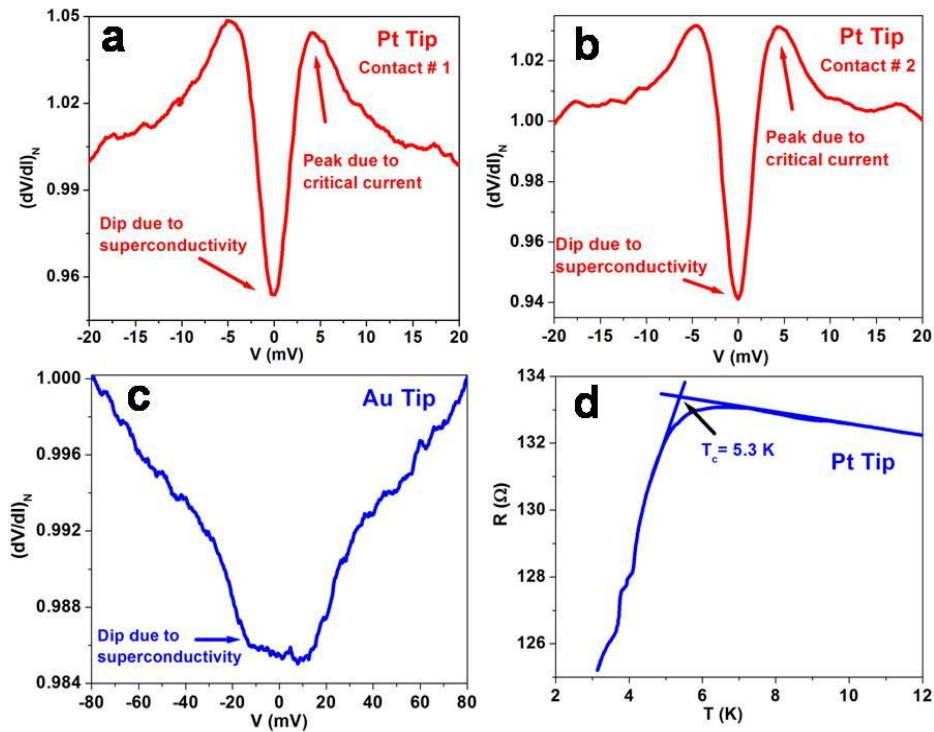 a
Pt Tip
Contact # 1
Peak due to
critical current
Dip due to
superconductivity
1.05
1.02
0.99
0.96
(dV/dI)N
-20
-15
-10
-5
0
5
10
15
20
V (mV)
b
Pt Tip
Contact # 2
Peak due to
critical current
Dip due to
superconductivity
1.02
1.00
0.98
0.96
0.94
(dV/dI)N
-20
-15
-10
-5
0
5
10
15
20
V (mV)
c
Au Tip
Dip due to
superconductivity
1.000
0.996
0.992
0.988
0.984
(dV/dI)N
-80
-60
-40
-20
0
20
40
60
80
V (mV)
d
Tc = 5.3 K
Pt Tip
134
132
130
128
126
R (Ω)
2
4
6
8
10
12
T (K)